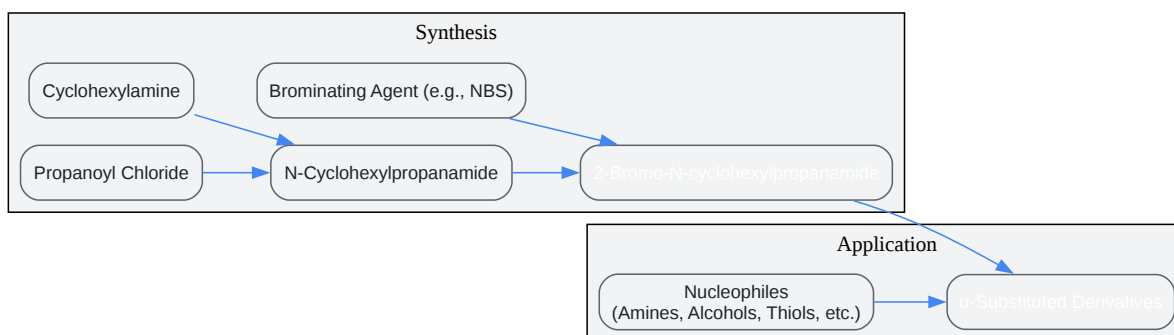 Synthesis
Cyclohexylamine
Brominating Agent (e.g., NBS)
Propanoyl Chloride
N-Cyclohexylpropanamide
2-Bromo-N-cyclohexylpropanamide
Application
Nucleophiles
(Amines, Alcohols, Thiols, etc.)
α-Substituted Derivatives